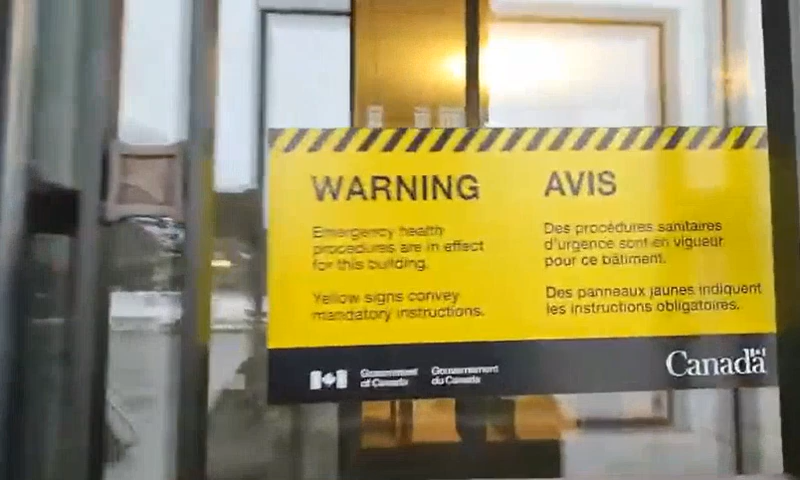 WARNING
Emergency health
procedures are in effect
for this building.
Yellow signs convey
mandatory instructions.
AVIS
Des procédures sanitaires
d'urgence sont en vigueur
pour ce bâtiment.
Des panneaux jaunes indiquent
les instructions obligatoires.
Government
of Canada
Gouvernement
du Canada
Canada